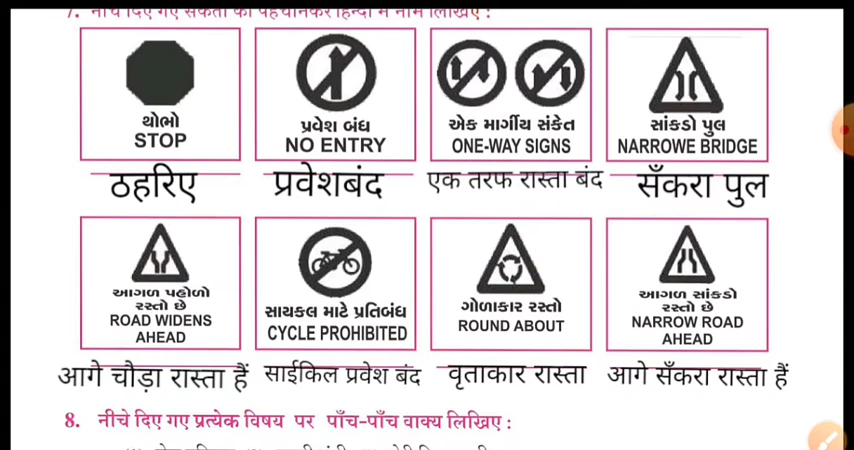 7. नीचे दिए गए संकेतों को पहचानकर हिन्दी में नाम लिखिए :
થોભો
STOP
પ્રવેશ બંધ
NO ENTRY
એક માર્ગીય સંકેત
ONE-WAY SIGNS
સાંકડો પુલ
NARROWE BRIDGE
ठहरिए
प्रवेशबंद
एक तरफ रास्ता बंद
सँकरा पुल
આગળ પહોળો
રસ્તો છે
ROAD WIDENS
AHEAD
સાયકલ માટે પ્રતિબંધ
CYCLE PROHIBITED
ગોળાકાર રસ્તો
ROUND ABOUT
આગળ સાંકડો
રસ્તો છે
NARROW ROAD
AHEAD
आगे चौड़ा रास्ता हैं
साईकिल प्रवेश बंद
वृताकार रास्ता
आगे सँकरा रास्ता हैं
8. नीचे दिए गए प्रत्येक विषय पर पाँच-पाँच वाक्य लिखिए :